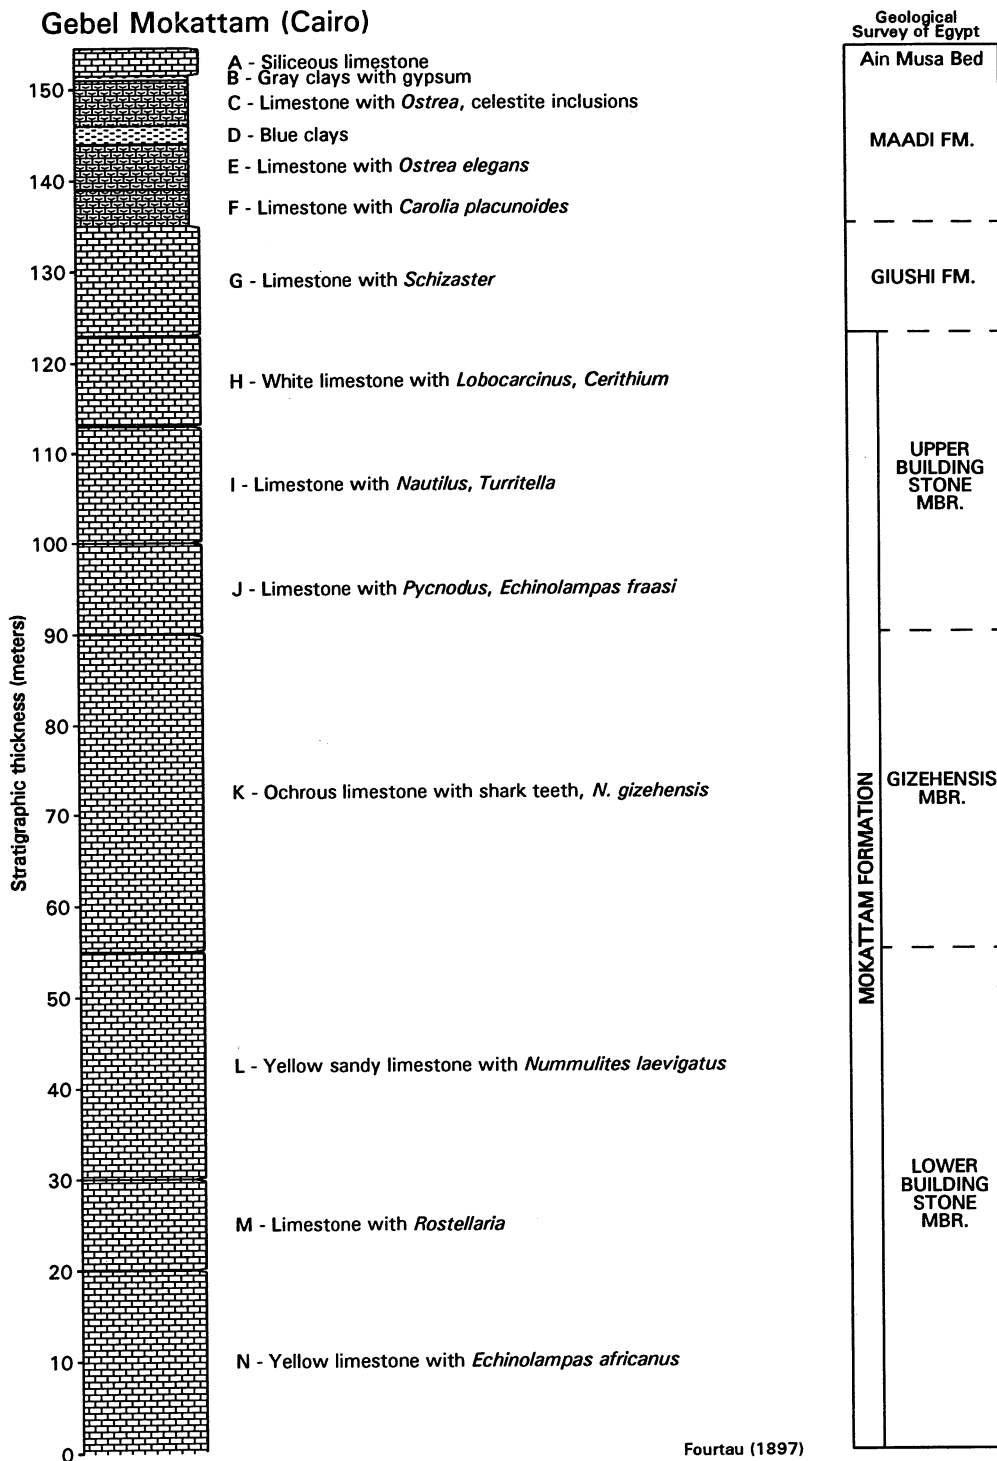 Gebel Mokattam (Cairo)
Geological
Survey of Egypt
A - Siliceous limestone
B - Gray clays with gypsum
C - Limestone with Ostrea, celestite inclusions
D - Blue clays
E - Limestone with Ostrea elegans
F - Limestone with Carolia placunoides
G - Limestone with Schizaster
H - White limestone with Lobocarcinus, Cerithium
I - Limestone with Nautilus, Turritella
J - Limestone with Pycnodus, Echinolampas fraasi
K - Ochrous limestone with shark teeth, N. gizehensis
L - Yellow sandy limestone with Nummulites laevigatus
M - Limestone with Rostellaria
N - Yellow limestone with Echinolampas africanus
150
140
130
120
110
100
90
80
70
60
50
40
30
20
10
0
Stratigraphic thickness (meters)
Ain Musa Bed
MAADI FM.
GIUSHI FM.
MOKATTAM FORMATION
UPPER
BUILDING
STONE
MBR.
GIZEHENSIS
MBR.
LOWER
BUILDING
STONE
MBR.
Fourtau (1897)